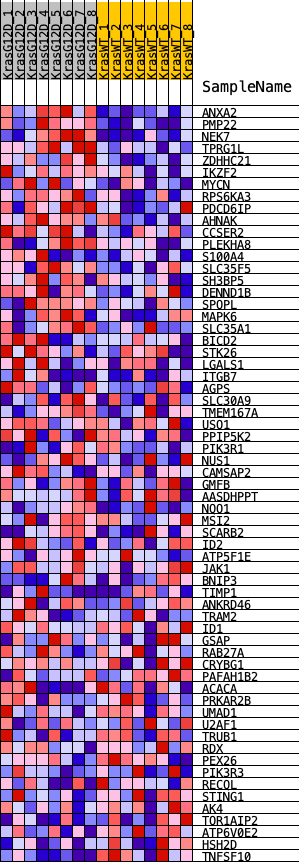 KrasG12D_1
KrasG12D_2
KrasG12D_3
KrasG12D_4
KrasG12D_5
KrasG12D_6
KrasG12D_7
KrasG12D_8
KrasWT_1
KrasWT_2
KrasWT_3
KrasWT_4
KrasWT_5
KrasWT_6
KrasWT_7
KrasWT_8
SampleName
ANXA2
PMP22
NEK7
TPRG1L
ZDHHC21
IKZF2
MYCN
RPS6KA3
PDCD6IP
AHNAK
CCSER2
PLEKHA8
S100A4
SLC35F5
SH3BP5
DENND1B
SPOPL
MAPK6
SLC35A1
BICD2
STK26
LGALS1
ITGB7
AGPS
SLC30A9
TMEM167A
USO1
PPIP5K2
PIK3R1
NUS1
CAMSAP2
GMFB
AASDHPPT
NQO1
MSI2
SCARB2
ID2
ATP5F1E
JAK1
BNIP3
TIMP1
ANKRD46
TRAM2
ID1
GSAP
RAB27A
CRYBG1
PAFAH1B2
ACACA
PRKAR2B
UMAD1
U2AF1
TRUB1
RDX
PEX26
PIK3R3
RECQL
STING1
AK4
TOR1AIP2
ATP6V0E2
HSH2D
TNFSF10